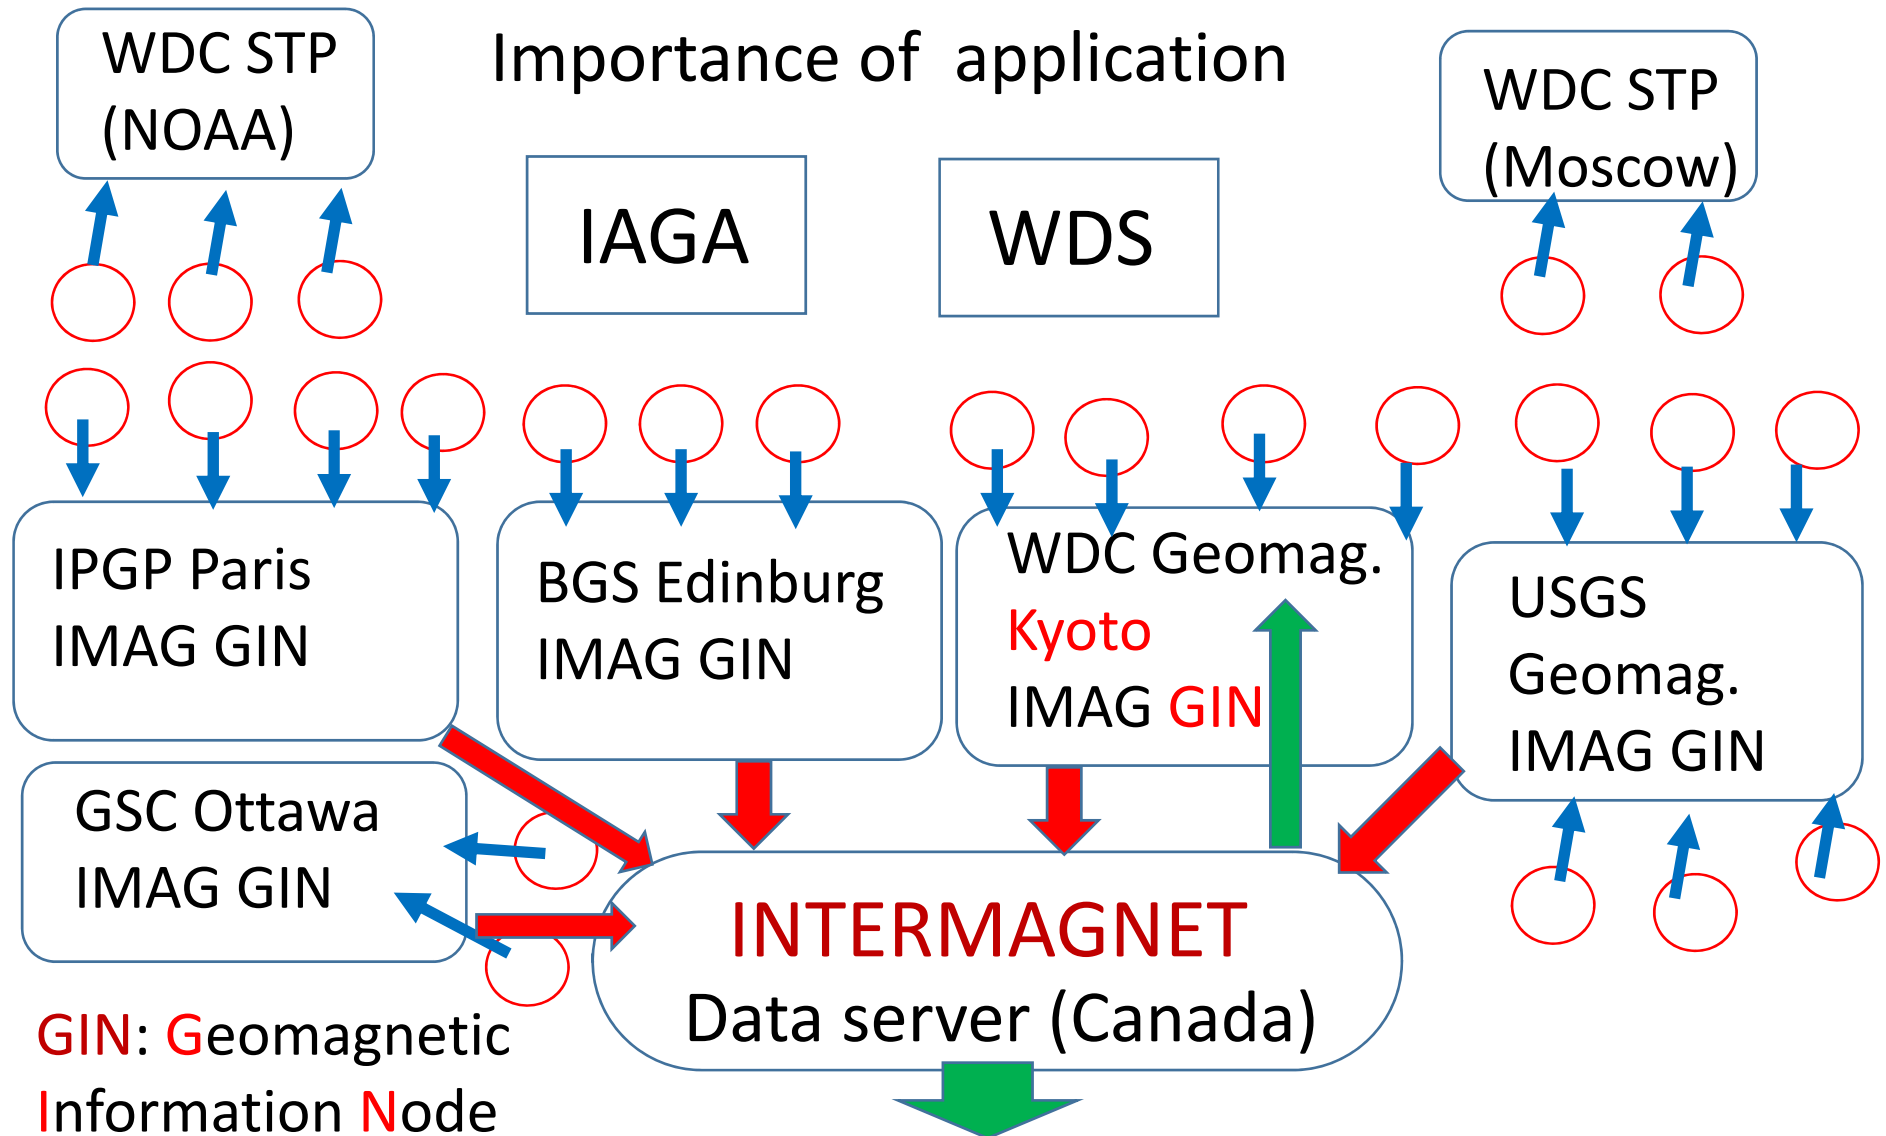 WDC STP
(NOAA)
Importance of  application
WDC STP
(Moscow)
IAGA
WDS
IPGP Paris
IMAG GIN
BGS Edinburg
IMAG GIN
WDC Geomag.
Kyoto
IMAG GIN
USGS
Geomag.
IMAG GIN
GSC Ottawa
IMAG GIN
INTERMAGNET
Data server (Canada)
GIN: Geomagnetic
Information Node